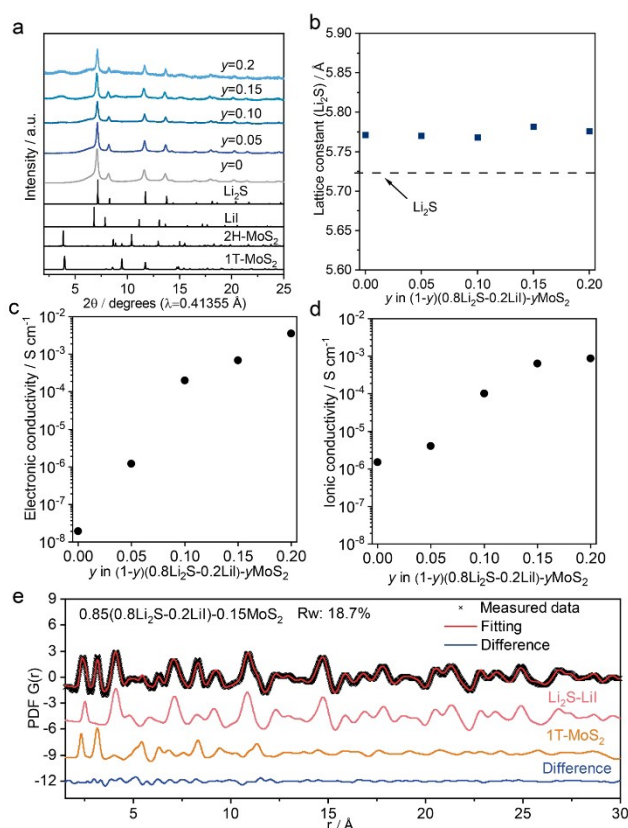 a
y=0.2
y=0.15
y=0.10
y=0.05
y=0
Li₂S
LiI
2H-MoS₂
1T-MoS₂
Intensity / a.u.
5 10 15 20 25
2θ / degrees (λ=0.41355 Å)
b
5.90
5.85
5.80
5.75
5.70
5.65
5.60
Lattice constant (Li₂S) / Å
Li₂S
0.00 0.05 0.10 0.15 0.20
y in (1-y)(0.8Li₂S-0.2LiI)-yMoS₂
c
10⁻²
10⁻³
10⁻⁴
10⁻⁵
10⁻⁶
10⁻⁷
10⁻⁸
Electronic conductivity / S cm⁻¹
0.00 0.05 0.10 0.15 0.20
y in (1-y)(0.8Li₂S-0.2LiI)-yMoS₂
d
10⁻¹
10⁻²
10⁻³
10⁻⁴
10⁻⁵
10⁻⁶
10⁻⁷
10⁻⁸
Ionic conductivity / S cm⁻¹
0.00 0.05 0.10 0.15 0.20
y in (1-y)(0.8Li₂S-0.2LiI)-yMoS₂
e
0.85(0.8Li₂S-0.2LiI)-0.15MoS₂ Rw: 18.7%
Measured data
Fitting
Difference
Li₂S-LiI
1T-MoS₂
Difference
9
6
3
0
-3
-6
-9
-12
PDF G(r)
5 10 15 20 25 30
r / Å